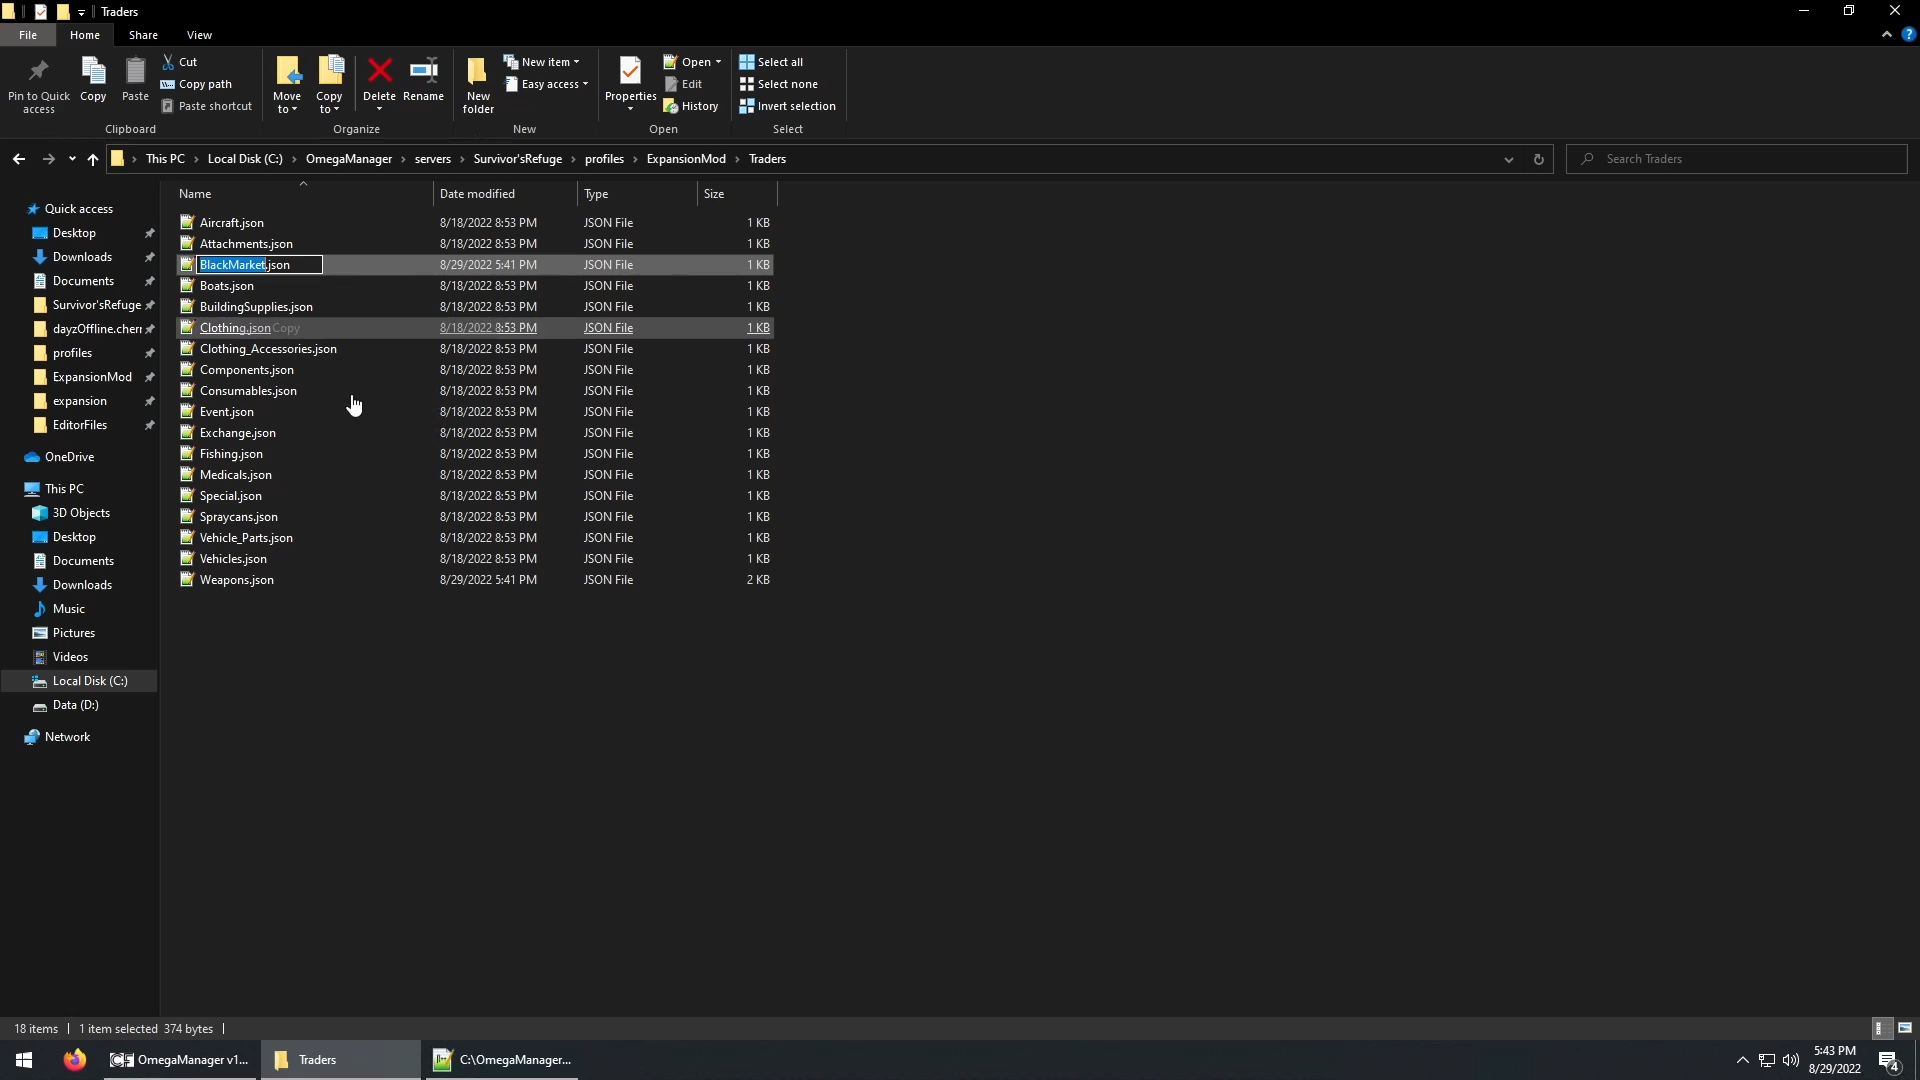 Traders
File Home Share View
Pin to Quick access
Copy
Paste
Cut
Copy path
Paste shortcut
Clipboard
Move to
Copy to
Delete
Rename
Organize
New folder
New item
Easy access
New
Properties
Open
Edit
History
Open
Select all
Select none
Invert selection
Select
This PC Local Disk (C:) OmegaManager servers Survivor'sRefuge profiles ExpansionMod Traders
Search Traders
Quick access
Desktop
Downloads
Documents
Survivor'sRefuge
dayzOffline.chern
profiles
ExpansionMod
expansion
EditorFiles
OneDrive
This PC
3D Objects
Desktop
Documents
Downloads
Music
Pictures
Videos
Local Disk (C:)
Data (D:)
Network
Name Date modified Type Size
Aircraft.json 8/18/2022 8:53 PM JSON File 1 KB
Attachments.json 8/18/2022 8:53 PM JSON File 1 KB
BlackMarket.json 8/29/2022 5:41 PM JSON File 1 KB
Boats.json 8/18/2022 8:53 PM JSON File 1 KB
BuildingSupplies.json 8/18/2022 8:53 PM JSON File 1 KB
Clothing.json Copy 8/18/2022 8:53 PM JSON File 1 KB
Clothing_Accessories.json 8/18/2022 8:53 PM JSON File 1 KB
Components.json 8/18/2022 8:53 PM JSON File 1 KB
Consumables.json 8/18/2022 8:53 PM JSON File 1 KB
Event.json 8/18/2022 8:53 PM JSON File 1 KB
Exchange.json 8/18/2022 8:53 PM JSON File 1 KB
Fishing.json 8/18/2022 8:53 PM JSON File 1 KB
Medicals.json 8/18/2022 8:53 PM JSON File 1 KB
Special.json 8/18/2022 8:53 PM JSON File 1 KB
Spraycans.json 8/18/2022 8:53 PM JSON File 1 KB
Vehicle_Parts.json 8/18/2022 8:53 PM JSON File 1 KB
Vehicles.json 8/18/2022 8:53 PM JSON File 1 KB
Weapons.json 8/29/2022 5:41 PM JSON File 2 KB
18 items 1 item selected 374 bytes
OmegaManager v1...
Traders
C:\OmegaManager...
5:43 PM
8/29/2022
4